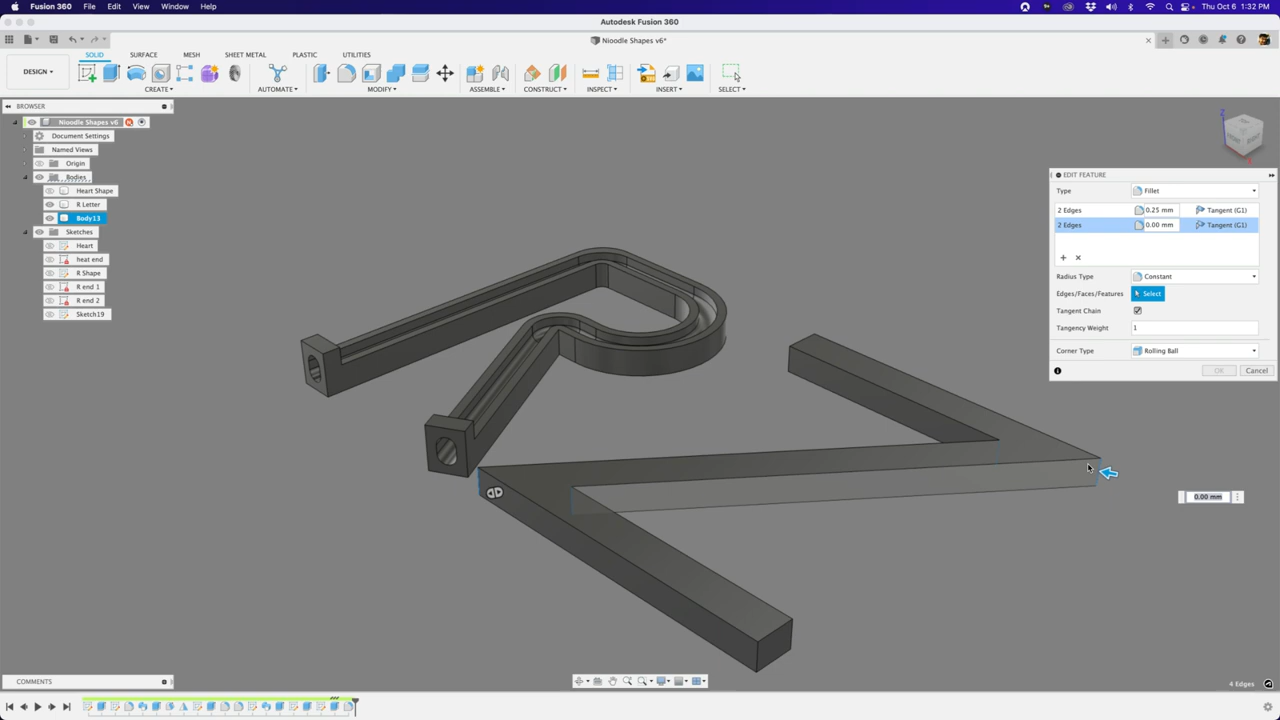 Fusion 360 File Edit View Window Help
Thu Oct 6 1:32 PM
Autodesk Fusion 360
Nioodle Shapes v6*
SOLID SURFACE MESH SHEET METAL PLASTIC UTILITIES
DESIGN
CREATE AUTOMATE MODIFY ASSEMBLE CONSTRUCT INSPECT INSERT SELECT
BROWSER
Nioodle Shapes v6
Document Settings
Named Views
Origin
Bodies
Heart Shape
R Letter
Body13
Sketches
Heart
heat end
R Shape
R end 1
R end 2
Sketch19
EDIT FEATURE
Type Fillet
2 Edges 0.25 mm Tangent (G1)
2 Edges 0.00 mm Tangent (G1)
Radius Type Constant
Edges/Faces/Features Select
Tangent Chain
Tangency Weight 1
Corner Type Rolling Ball
OK Cancel
0.00 mm
COMMENTS
4 Edges